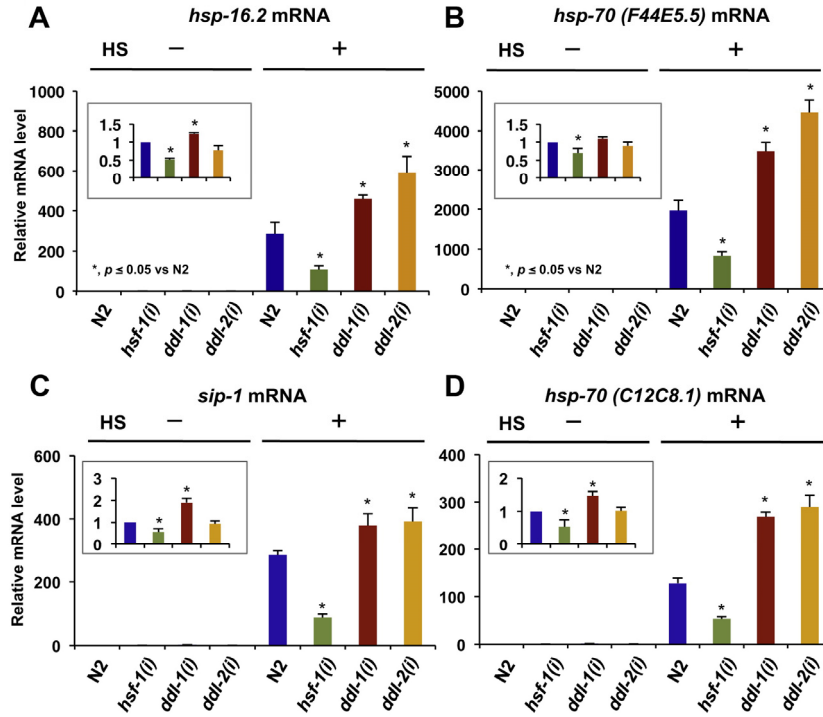 A
hsp-16.2 mRNA
HS − +
Relative mRNA level
1000
800
600
400
200
0
1.5
1
0.5
0
* * * * *
*, p ≤ 0.05 vs N2
N2 hsf-1(i) ddl-1(i) ddl-2(i) N2 hsf-1(i) ddl-1(i) ddl-2(i)
B
hsp-70 (F44E5.5) mRNA
HS − +
5000
4000
3000
2000
1000
0
1.5
1
0.5
0
* * * *
*, p ≤ 0.05 vs N2
N2 hsf-1(i) ddl-1(i) ddl-2(i) N2 hsf-1(i) ddl-1(i) ddl-2(i)
C
sip-1 mRNA
HS − +
Relative mRNA level
600
400
200
0
3
2
1
0
* * * * *
N2 hsf-1(i) ddl-1(i) ddl-2(i) N2 hsf-1(i) ddl-1(i) ddl-2(i)
D
hsp-70 (C12C8.1) mRNA
HS − +
400
300
200
100
0
2
1
0
* * * * *
N2 hsf-1(i) ddl-1(i) ddl-2(i) N2 hsf-1(i) ddl-1(i) ddl-2(i)